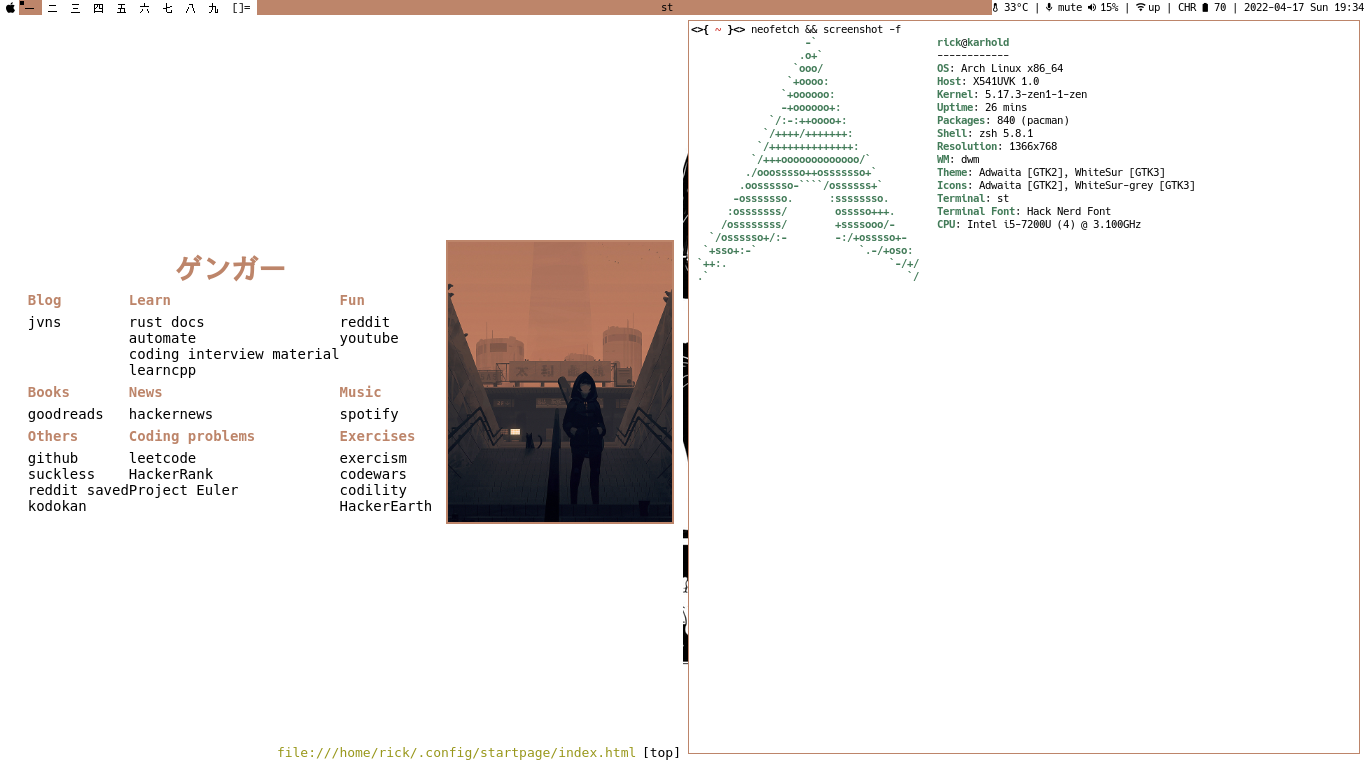 一 二 三 四 五 六 七 八 九 []= st 33°C | mute 15% | up | CHR 70 | 2022-04-17 Sun 19:34
ゲンガー
Blog Learn Fun
jvns rust docs reddit
automate youtube
coding interview material
learncpp
Books News Music
goodreads hackernews spotify
Others Coding problems Exercises
github leetcode exercism
suckless HackerRank codewars
reddit saved Project Euler codility
kodokan HackerEarth
file:///home/rick/.config/startpage/index.html [top]
<>{ ~ }<> neofetch && screenshot -f
-` rick@karhold
.o+` ------------
`ooo/ OS: Arch Linux x86_64
`+oooo: Host: X541UVK 1.0
`+oooooo: Kernel: 5.17.3-zen1-1-zen
-+oooooo+: Uptime: 26 mins
`/:-:++oooo+: Packages: 840 (pacman)
`/++++/+++++++: Shell: zsh 5.8.1
`/++++++++++++++: Resolution: 1366x768
`/+++ooooooooooooo/` WM: dwm
./ooosssso++osssssso+` Theme: Adwaita [GTK2], WhiteSur [GTK3]
.oossssso-````/ossssss+` Icons: Adwaita [GTK2], WhiteSur-grey [GTK3]
-osssssso. :ssssssso. Terminal: st
:osssssss/ osssso+++. Terminal Font: Hack Nerd Font
/ossssssss/ +ssssooo/- CPU: Intel i5-7200U (4) @ 3.100GHz
`/ossssso+/:- -:/+osssso+-
`+sso+:-` `.-/+oso:
`++:. `-/+/
.` `/